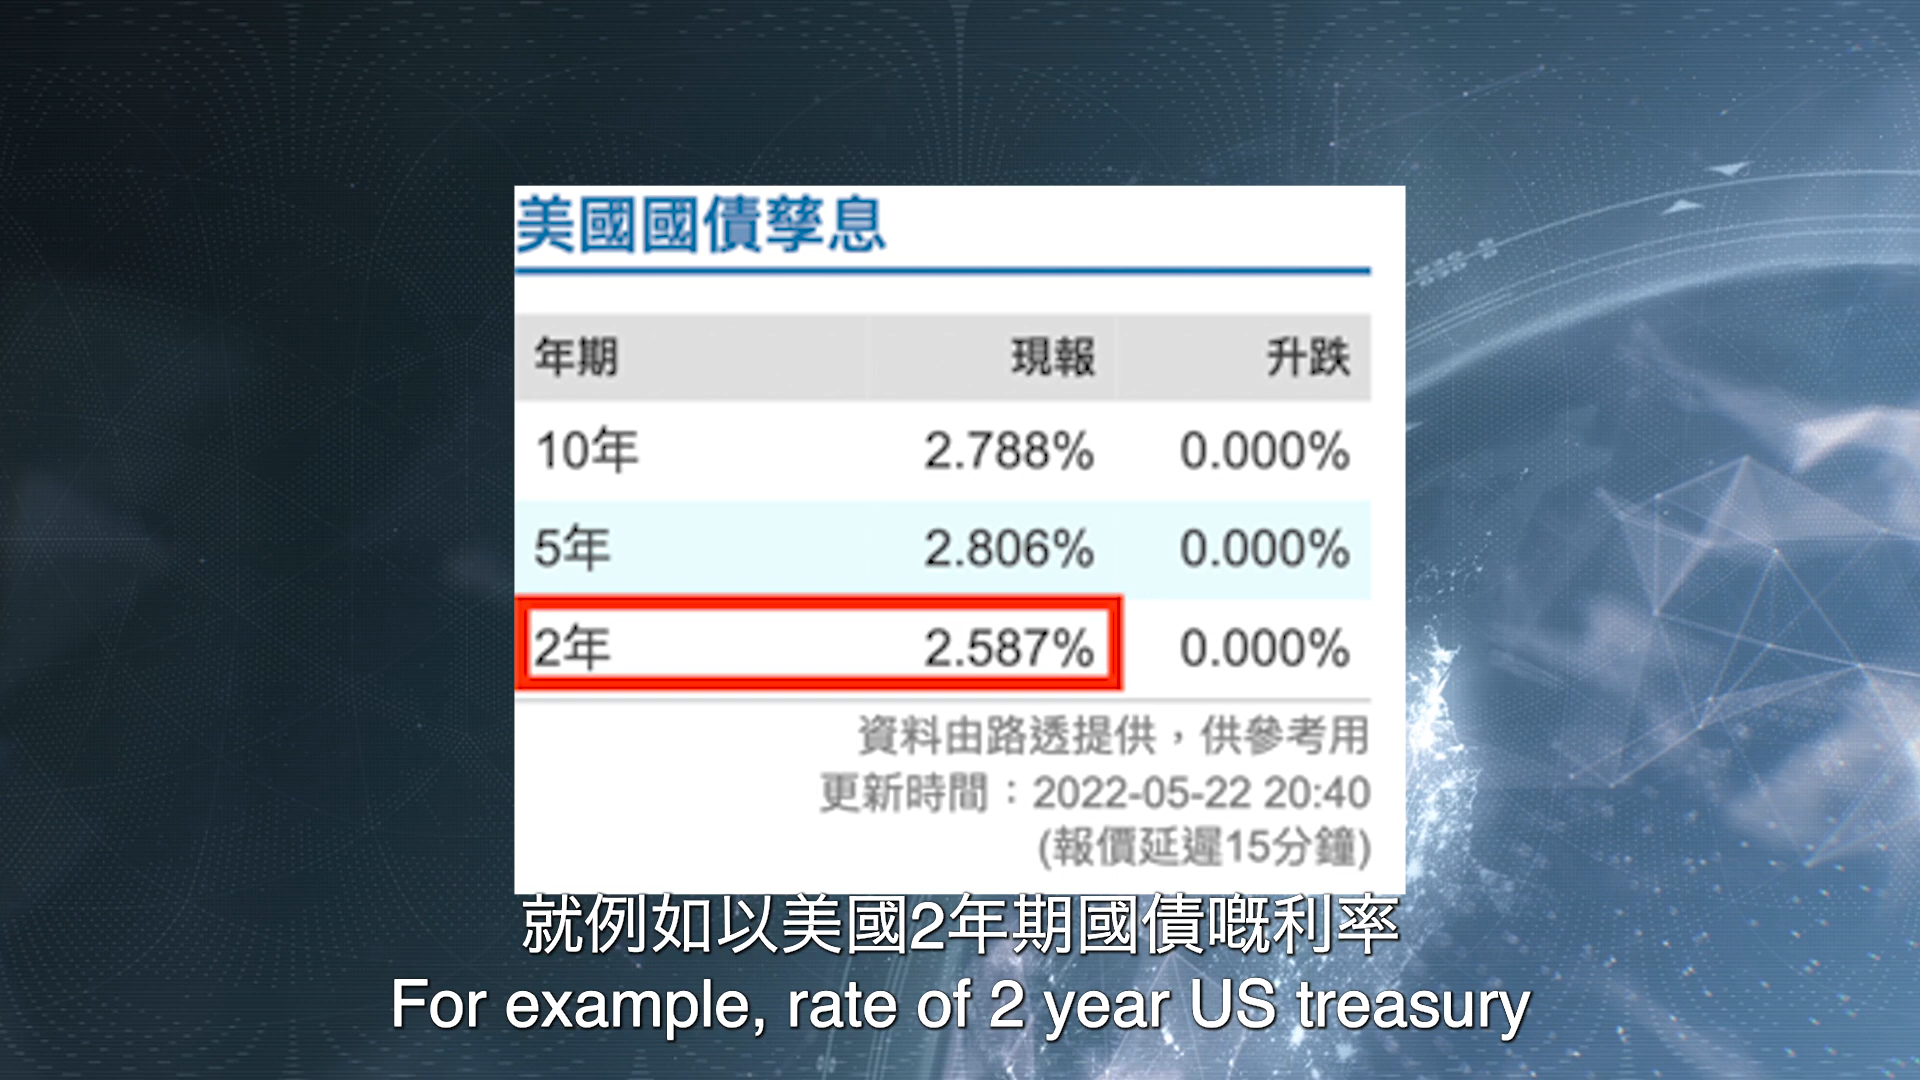 美國國債孳息
年期 現報 升跌
10年 2.788% 0.000%
5年 2.806% 0.000%
2年 2.587% 0.000%
資料由路透提供，供參考用
更新時間：2022-05-22 20:40
(報價延遲15分鐘)
就例如以美國2年期國債嘅利率
For example, rate of 2 year US treasury